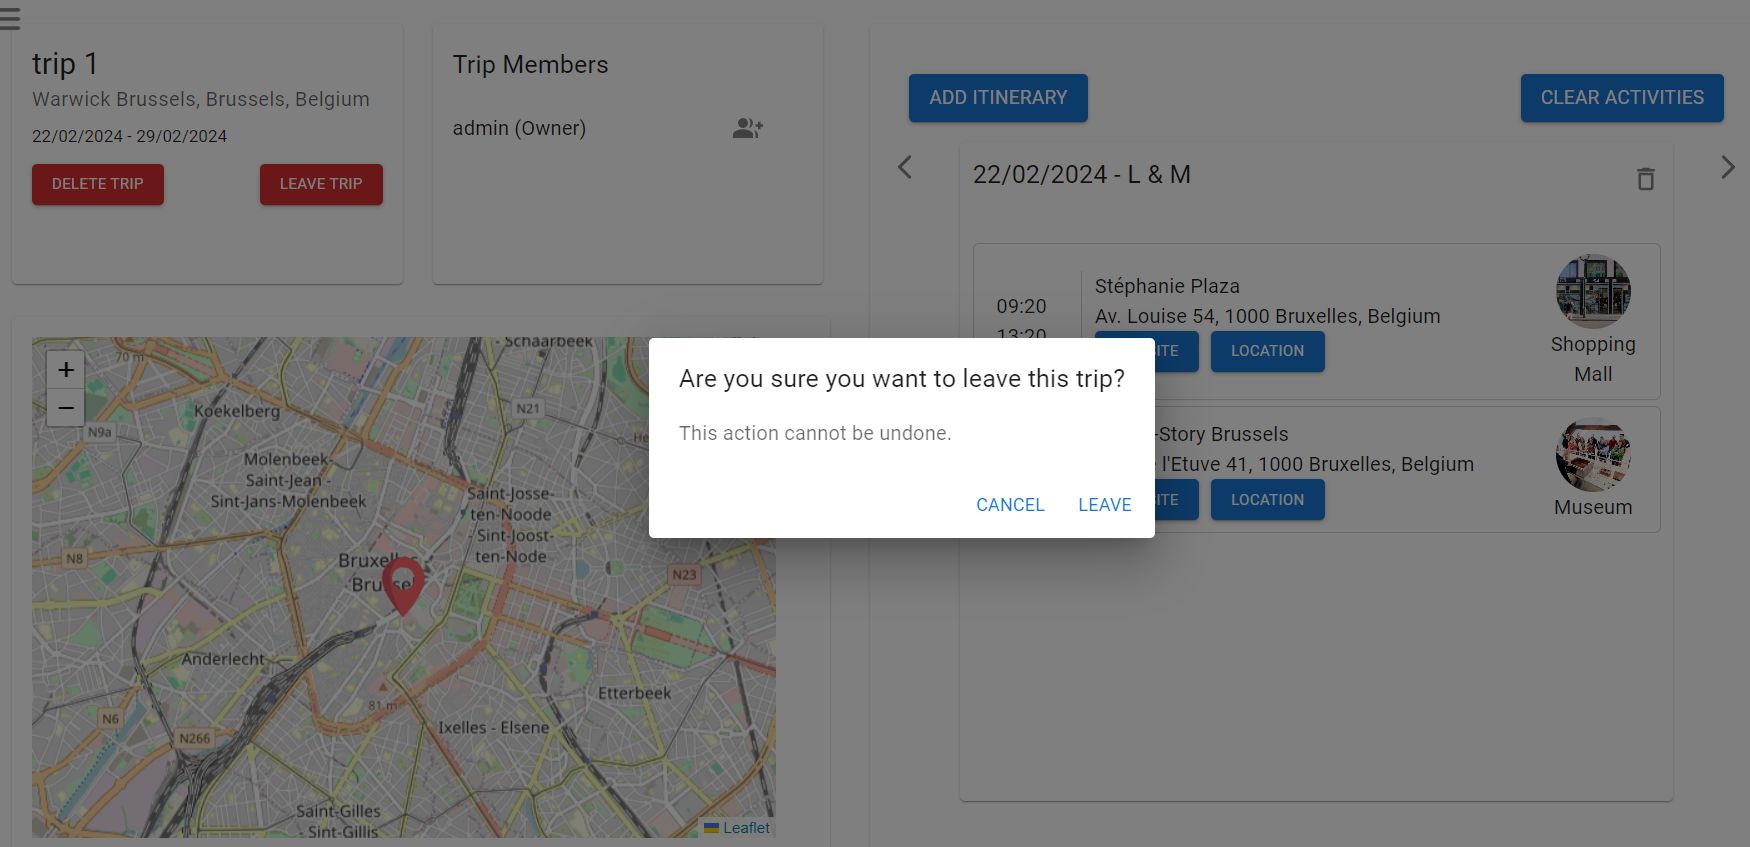 trip 1
Warwick Brussels, Brussels, Belgium
22/02/2024 - 29/02/2024
DELETE TRIP
LEAVE TRIP
Trip Members
admin (Owner)
ADD ITINERARY
CLEAR ACTIVITIES
22/02/2024 - L & M
09:20
13:20
Stéphanie Plaza
Av. Louise 54, 1000 Bruxelles, Belgium
LOCATION
Shopping
Mall
-Story Brussels
l'Etuve 41, 1000 Bruxelles, Belgium
LOCATION
Museum
Are you sure you want to leave this trip?
This action cannot be undone.
CANCEL
LEAVE
+
−
70 m
- Schaarbeek
Koekelberg
N21
N9a
Molenbeek-
Saint-Jean -
Sint-Jans-Molenbeek
Saint-Josse-
ten-Noode
- Sint-Joost-
ten-Node
N8
Bruxelles -
Brussel
N23
Anderlecht
Etterbeek
81 m
N6
N266
Ixelles - Elsene
Saint-Gilles
- Sint-Gillis
Leaflet